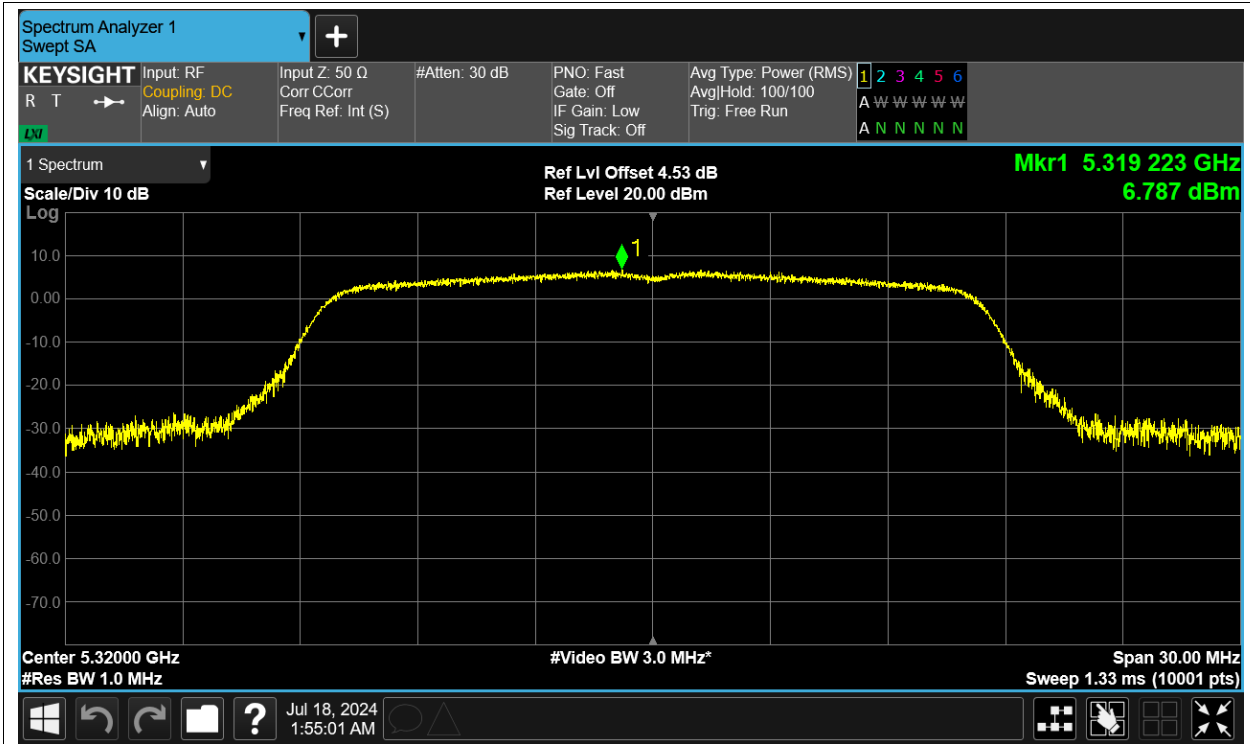 Spectrum Analyzer 1
Swept SA
KEYSIGHT
R T
LXI
Input: RF
Coupling: DC
Align: Auto
Input Z: 50 Ω
Corr CCorr
Freq Ref: Int (S)
#Atten: 30 dB
PNO: Fast
Gate: Off
IF Gain: Low
Sig Track: Off
Avg Type: Power (RMS)
Avg|Hold: 100/100
Trig: Free Run
1 2 3 4 5 6
A W W W W W
A N N N N N
1 Spectrum
Scale/Div 10 dB
Log
Ref Lvl Offset 4.53 dB
Ref Level 20.00 dBm
Mkr1 5.319 223 GHz
6.787 dBm
1
10.0
0.00
-10.0
-20.0
-30.0
-40.0
-50.0
-60.0
-70.0
Center 5.32000 GHz
#Res BW 1.0 MHz
#Video BW 3.0 MHz*
Span 30.00 MHz
Sweep 1.33 ms (10001 pts)
?
Jul 18, 2024
1:55:01 AM